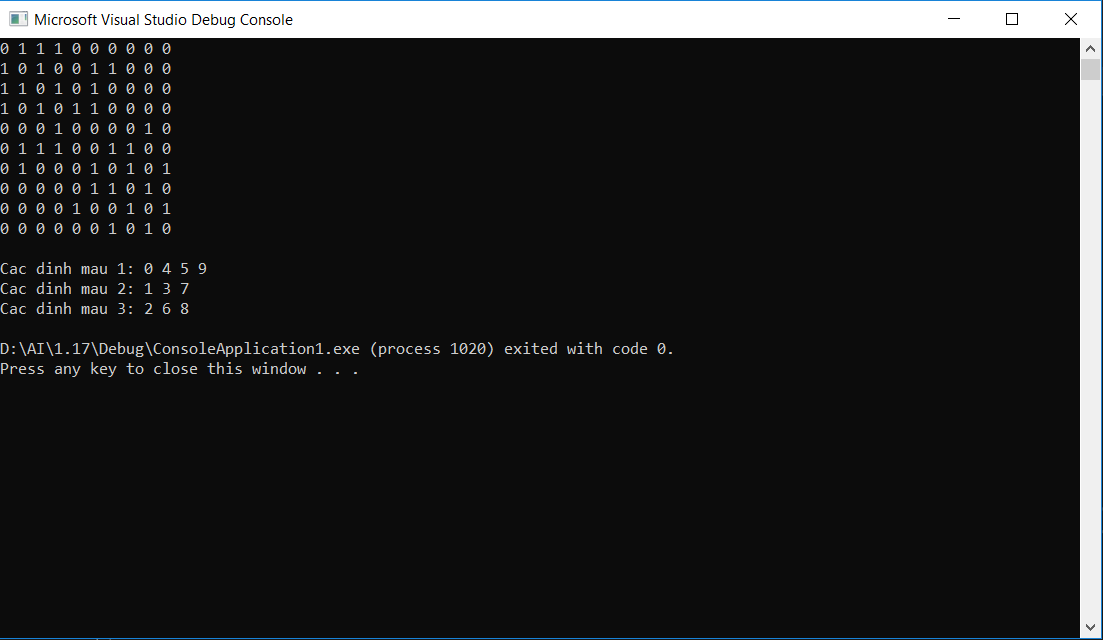 Microsoft Visual Studio Debug Console
0 1 1 1 0 0 0 0 0 0
1 0 1 0 0 1 1 0 0 0
1 1 0 1 0 1 0 0 0 0
1 0 1 0 1 1 0 0 0 0
0 0 0 1 0 0 0 0 1 0
0 1 1 1 0 0 1 1 0 0
0 1 0 0 0 1 0 1 0 1
0 0 0 0 0 1 1 0 1 0
0 0 0 0 1 0 0 1 0 1
0 0 0 0 0 0 1 0 1 0
Cac dinh mau 1: 0 4 5 9
Cac dinh mau 2: 1 3 7
Cac dinh mau 3: 2 6 8
D:\AI\1.17\Debug\ConsoleApplication1.exe (process 1020) exited with code 0.
Press any key to close this window . . .